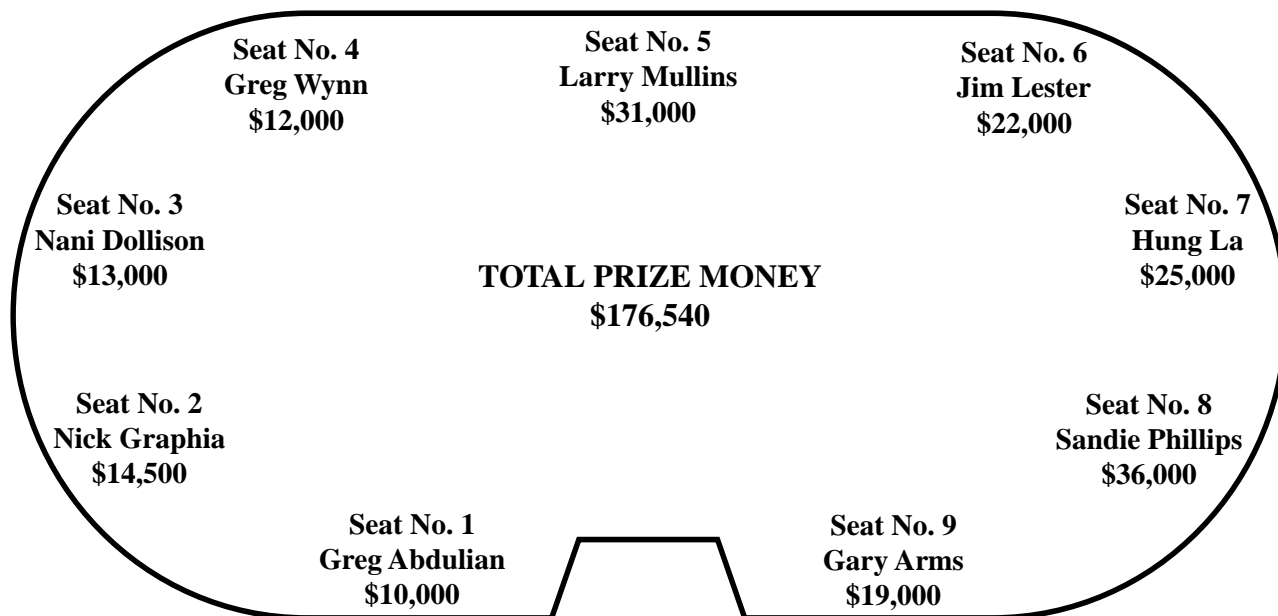 Seat No. 4
Greg Wynn
$12,000
Seat No. 5
Larry Mullins
$31,000
Seat No. 6
Jim Lester
$22,000
Seat No. 3
Nani Dollison
$13,000
Seat No. 7
Hung La
$25,000
TOTAL PRIZE MONEY
$176,540
Seat No. 2
Nick Graphia
$14,500
Seat No. 8
Sandie Phillips
$36,000
Seat No. 1
Greg Abdulian
$10,000
Seat No. 9
Gary Arms
$19,000